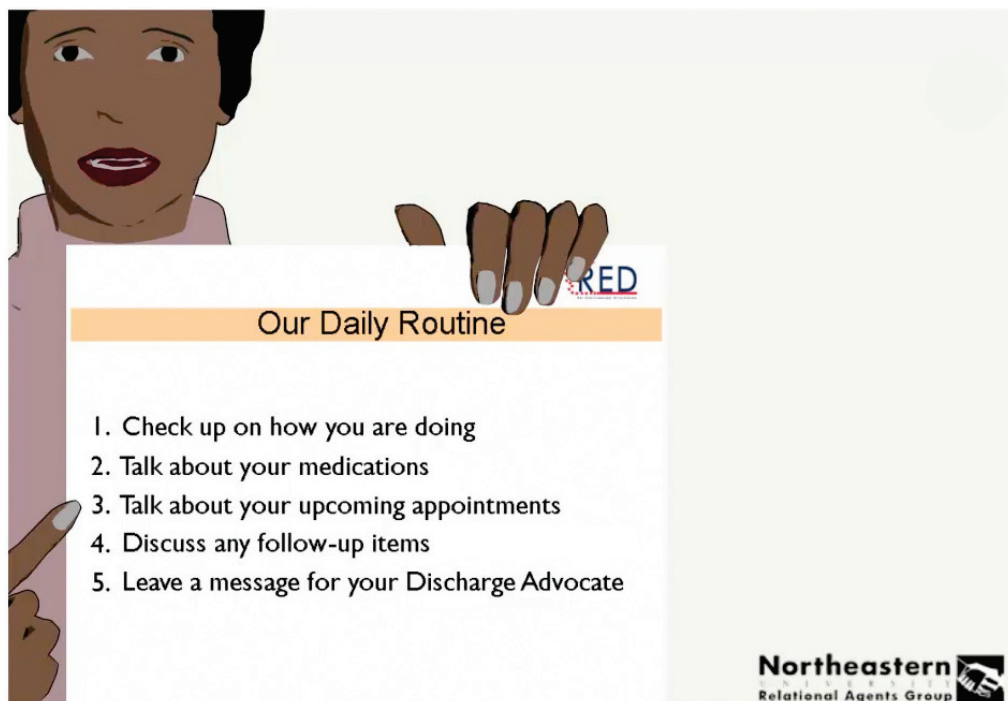 RED
Our Daily Routine
1. Check up on how you are doing
2. Talk about your medications
3. Talk about your upcoming appointments
4. Discuss any follow-up items
5. Leave a message for your Discharge Advocate
Northeastern
UNIVERSITY
Relational Agents Group